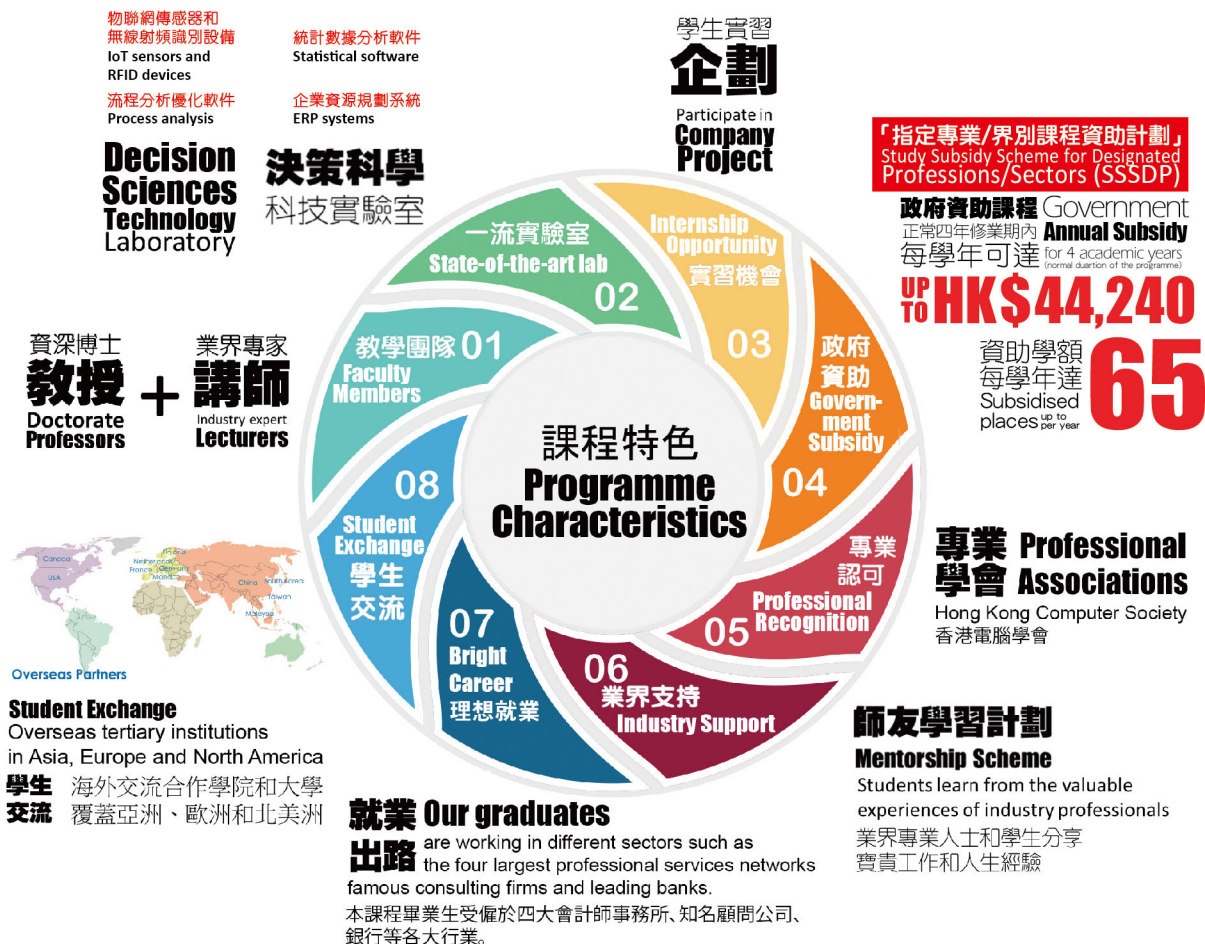 物聯網傳感器和
無線射頻識別設備
IoT sensors and
RFID devices
統計數據分析軟件
Statistical software
流程分析優化軟件
Process analysis
企業資源規劃系統
ERP systems
Decision
Sciences
Technology
Laboratory
決策科學
科技實驗室
學生實習
企劃
Participate in
Company
Project
「指定專業/界別課程資助計劃」
Study Subsidy Scheme for Designated
Professions/Sectors (SSSDP)
政府資助課程 Government
正常四年修業期內 Annual Subsidy
每學年可達 for 4 academic years
(normal duartion of the programme)
UP TO HK$44,240
資助學額
每學年達
Subsidised
places up to per year
65
資深博士
教授
Doctorate
Professors
+
業界專家
講師
Industry expert
Lecturers
教學團隊 01
Faculty
Members
一流實驗室
State-of-the-art lab
02
Internship
Opportunity
實習機會
03
政府
資助
Govern-
ment
Subsidy
04
專業
認可
Professional
05 Recognition
06
業界支持
Industry Support
07
Bright
Career
理想就業
08
Student
Exchange
學生
交流
課程特色
Programme
Characteristics
專業 Professional
學會 Associations
Hong Kong Computer Society
香港電腦學會
師友學習計劃
Mentorship Scheme
Students learn from the valuable
experiences of industry professionals
業界專業人士和學生分享
寶貴工作和人生經驗
Canada
USA
France
China
Taiwan
Malaysia
Overseas Partners
Student Exchange
Overseas tertiary institutions
in Asia, Europe and North America
學生 海外交流合作學院和大學
交流 覆蓋亞洲、歐洲和北美洲
就業 Our graduates
出路 are working in different sectors such as
the four largest professional services networks
famous consulting firms and leading banks.
本課程畢業生受僱於四大會計師事務所、知名顧問公司、
銀行等各大行業。